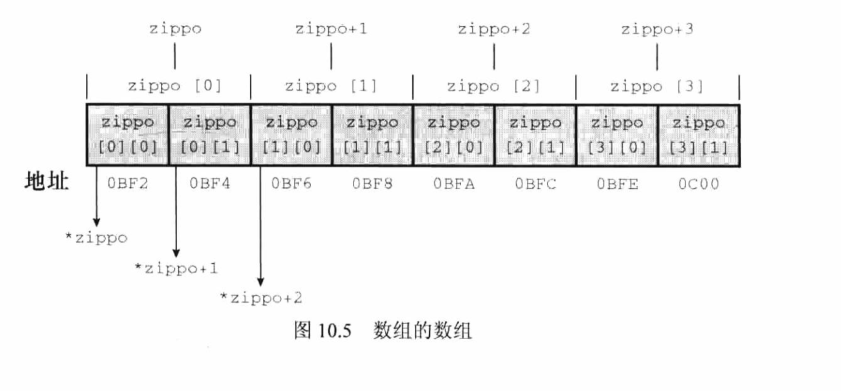 zippo zippo+1 zippo+2 zippo+3
zippo [0] zippo [1] zippo [2] zippo [3]
zippo zippo zippo zippo zippo zippo zippo zippo
[0][0] [0][1] [1][0] [1][1] [2][0] [2][1] [3][0] [3][1]
地址 0BF2 0BF4 0BF6 0BF8 0BFA 0BFC 0BFE 0C00
*zippo
*zippo+1
*zippo+2
图 10.5 数组的数组